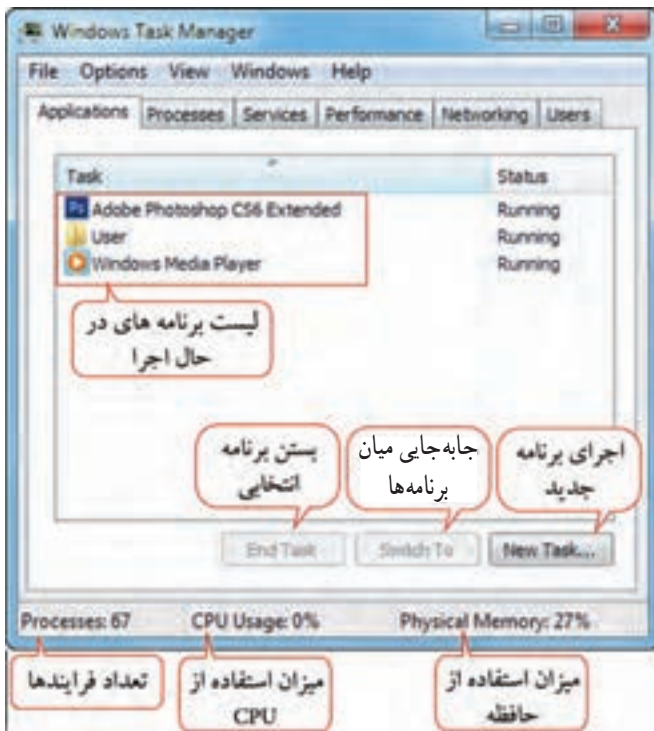 Windows Task Manager
File Options View Windows Help
Applications Processes Services Performance Networking Users
Task Status
Adobe Photoshop CS6 Extended Running
User Running
Windows Media Player Running
لیست برنامه های در
حال اجرا
بستن برنامه
انتخابی
جابه‌جایی میان
برنامه‌ها
اجرای برنامه
جدید
End Task Switch To New Task...
Processes: 67 CPU Usage: 0% Physical Memory: 27%
تعداد فرایندها
میزان استفاده از
CPU
میزان استفاده از
حافظه